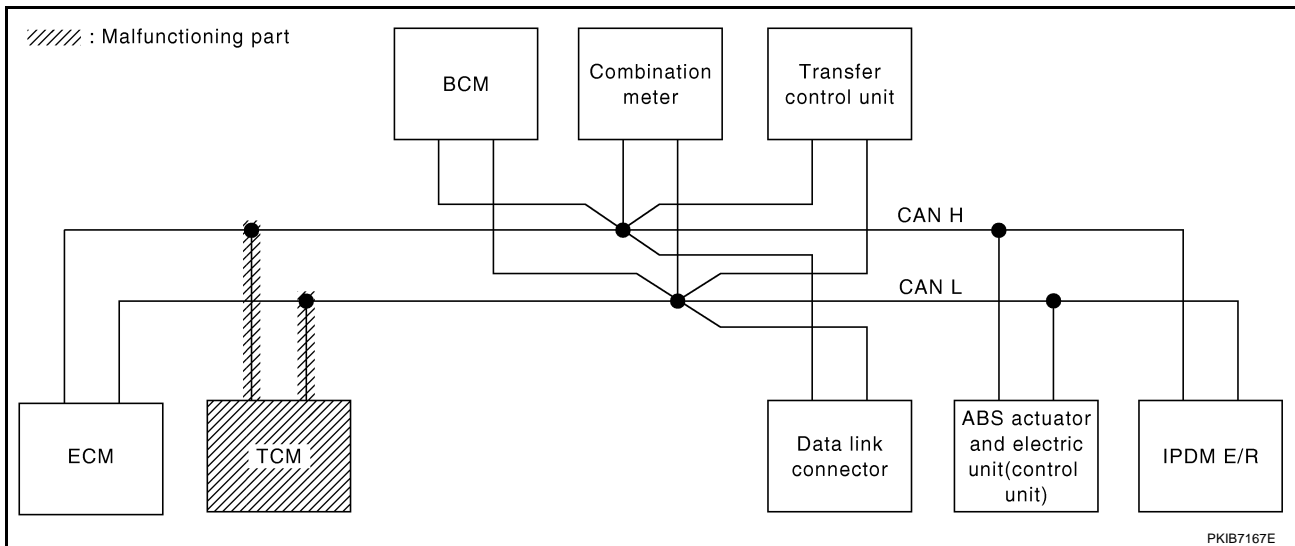 : Malfunctioning part
BCM
Combination
meter
Transfer
control unit
CAN H
CAN L
ECM
TCM
Data link
connector
ABS actuator
and electric
unit(control
unit)
IPDM E/R
PKIB7167E